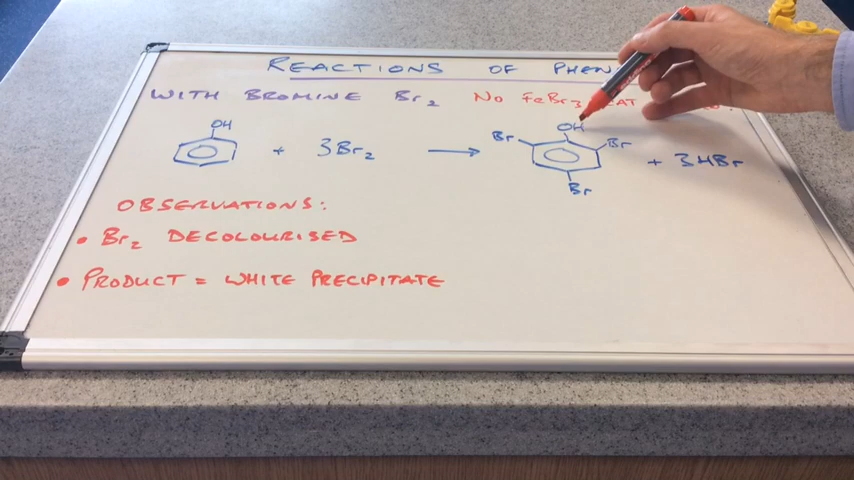 REACTIONS OF PHEN
WITH BROMINE Br₂ NO FeBr₃
OH OH
Br Br
+ 3Br₂ → + 3HBr
Br
OBSERVATIONS:
• Br₂ DECOLOURISED
• PRODUCT = WHITE PRECIPITATE